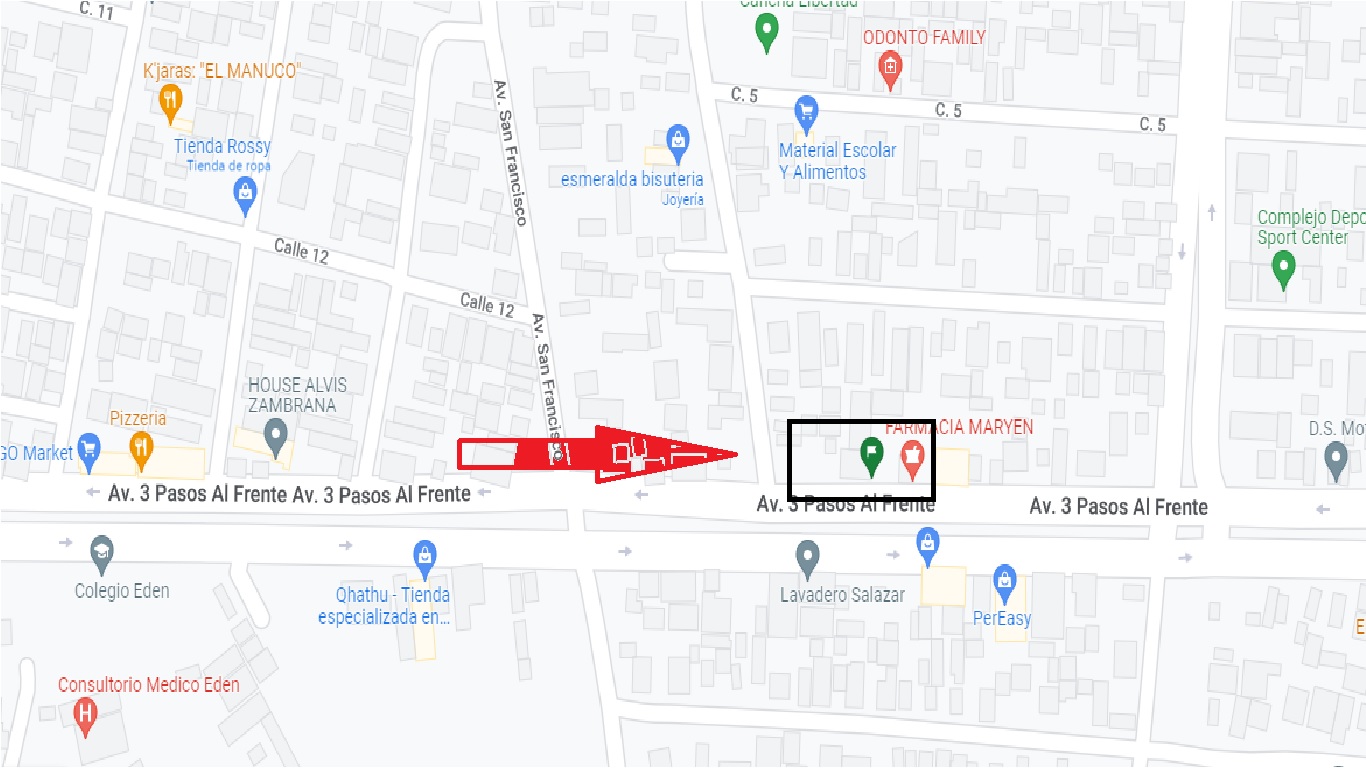 Cancha Libertad
C. 11
ODONTO FAMILY
K'jaras: "EL MANUCO"
C. 5
C. 5
C. 5
Av. San Francisco
Tienda Rossy
Tienda de ropa
Material Escolar
Y Alimentos
esmeralda bisuteria
Joyería
Complejo Depo
Sport Center
Calle 12
Calle 12
Av. San Francisco
HOUSE ALVIS
ZAMBRANA
Pizzeria
FARMACIA MARYEN
D.S. Mot
GO Market
Av. 3 Pasos Al Frente Av. 3 Pasos Al Frente
Av. 3 Pasos Al Frente
Av. 3 Pasos Al Frente
Colegio Eden
Qhathu - Tienda
especializada en...
Lavadero Salazar
PerEasy
E
Consultorio Medico Eden
H